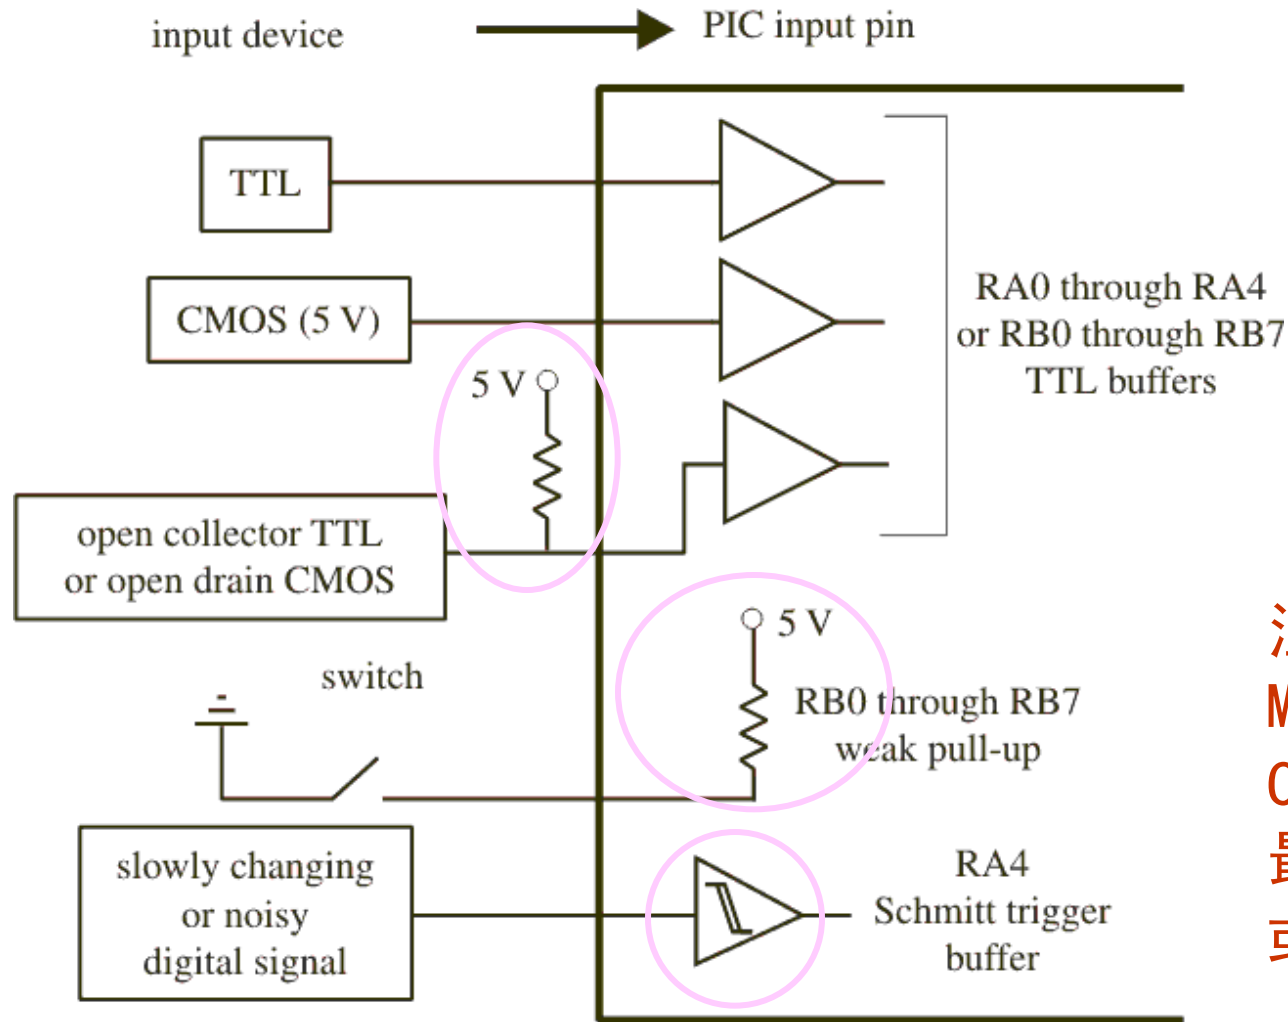 input device
PIC input pin
TTL
CMOS (5 V)
RA0 through RA4
or RB0 through RB7
TTL buffers
5 V
open collector TTL
or open drain CMOS
5 V
switch
RB0 through RB7
weak pull-up
slowly changing
or noisy
digital signal
RA4
Schmitt trigger
buffer